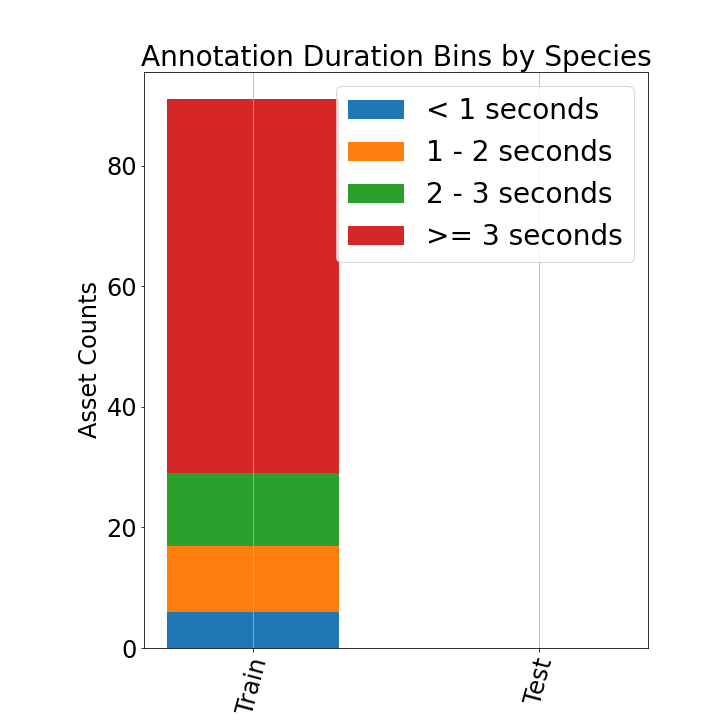 Annotation Duration Bins by Species
< 1 seconds
1 - 2 seconds
2 - 3 seconds
>= 3 seconds
Asset Counts
80
60
40
20
0
Train
Test